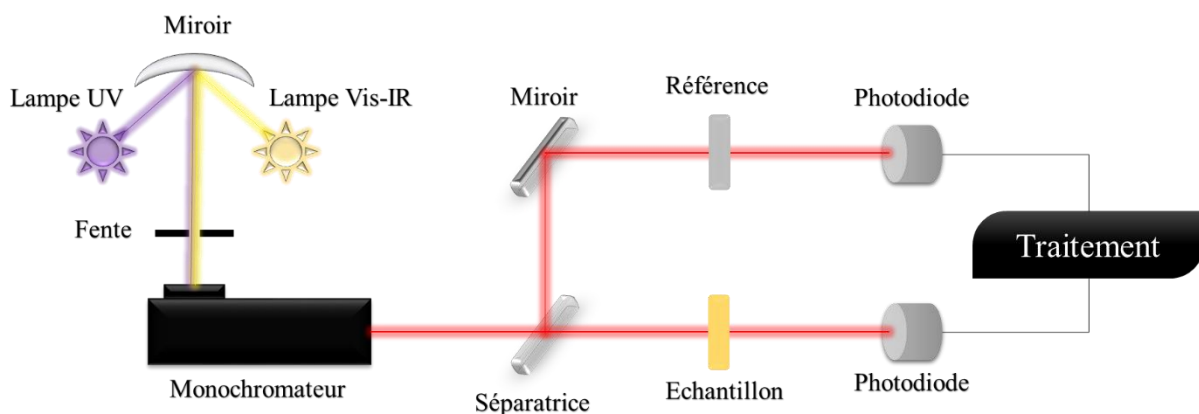 Miroir
Lampe UV
Lampe Vis-IR
Fente
Monochromateur
Miroir
Référence
Photodiode
Traitement
Séparatrice
Echantillon
Photodiode